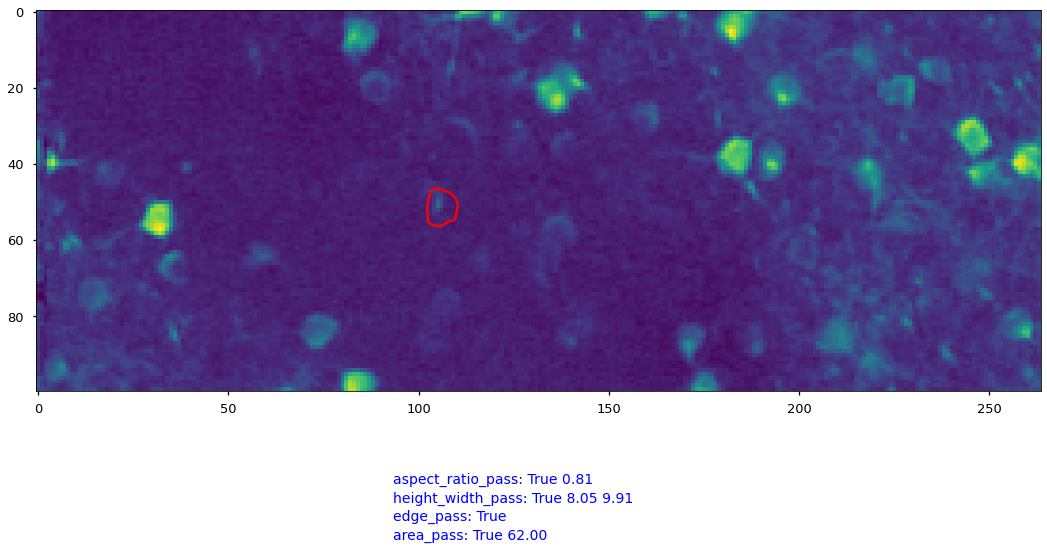 0
20
40
60
80
0 50 100 150 200 250
aspect_ratio_pass: True 0.81
height_width_pass: True 8.05 9.91
edge_pass: True
area_pass: True 62.00